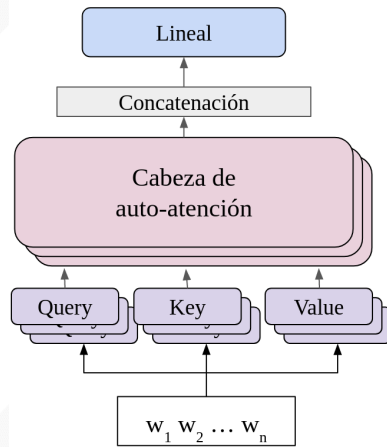 Lineal
Concatenación
Cabeza de
auto-atención
Query Key Value
w₁ w₂ … wₙ